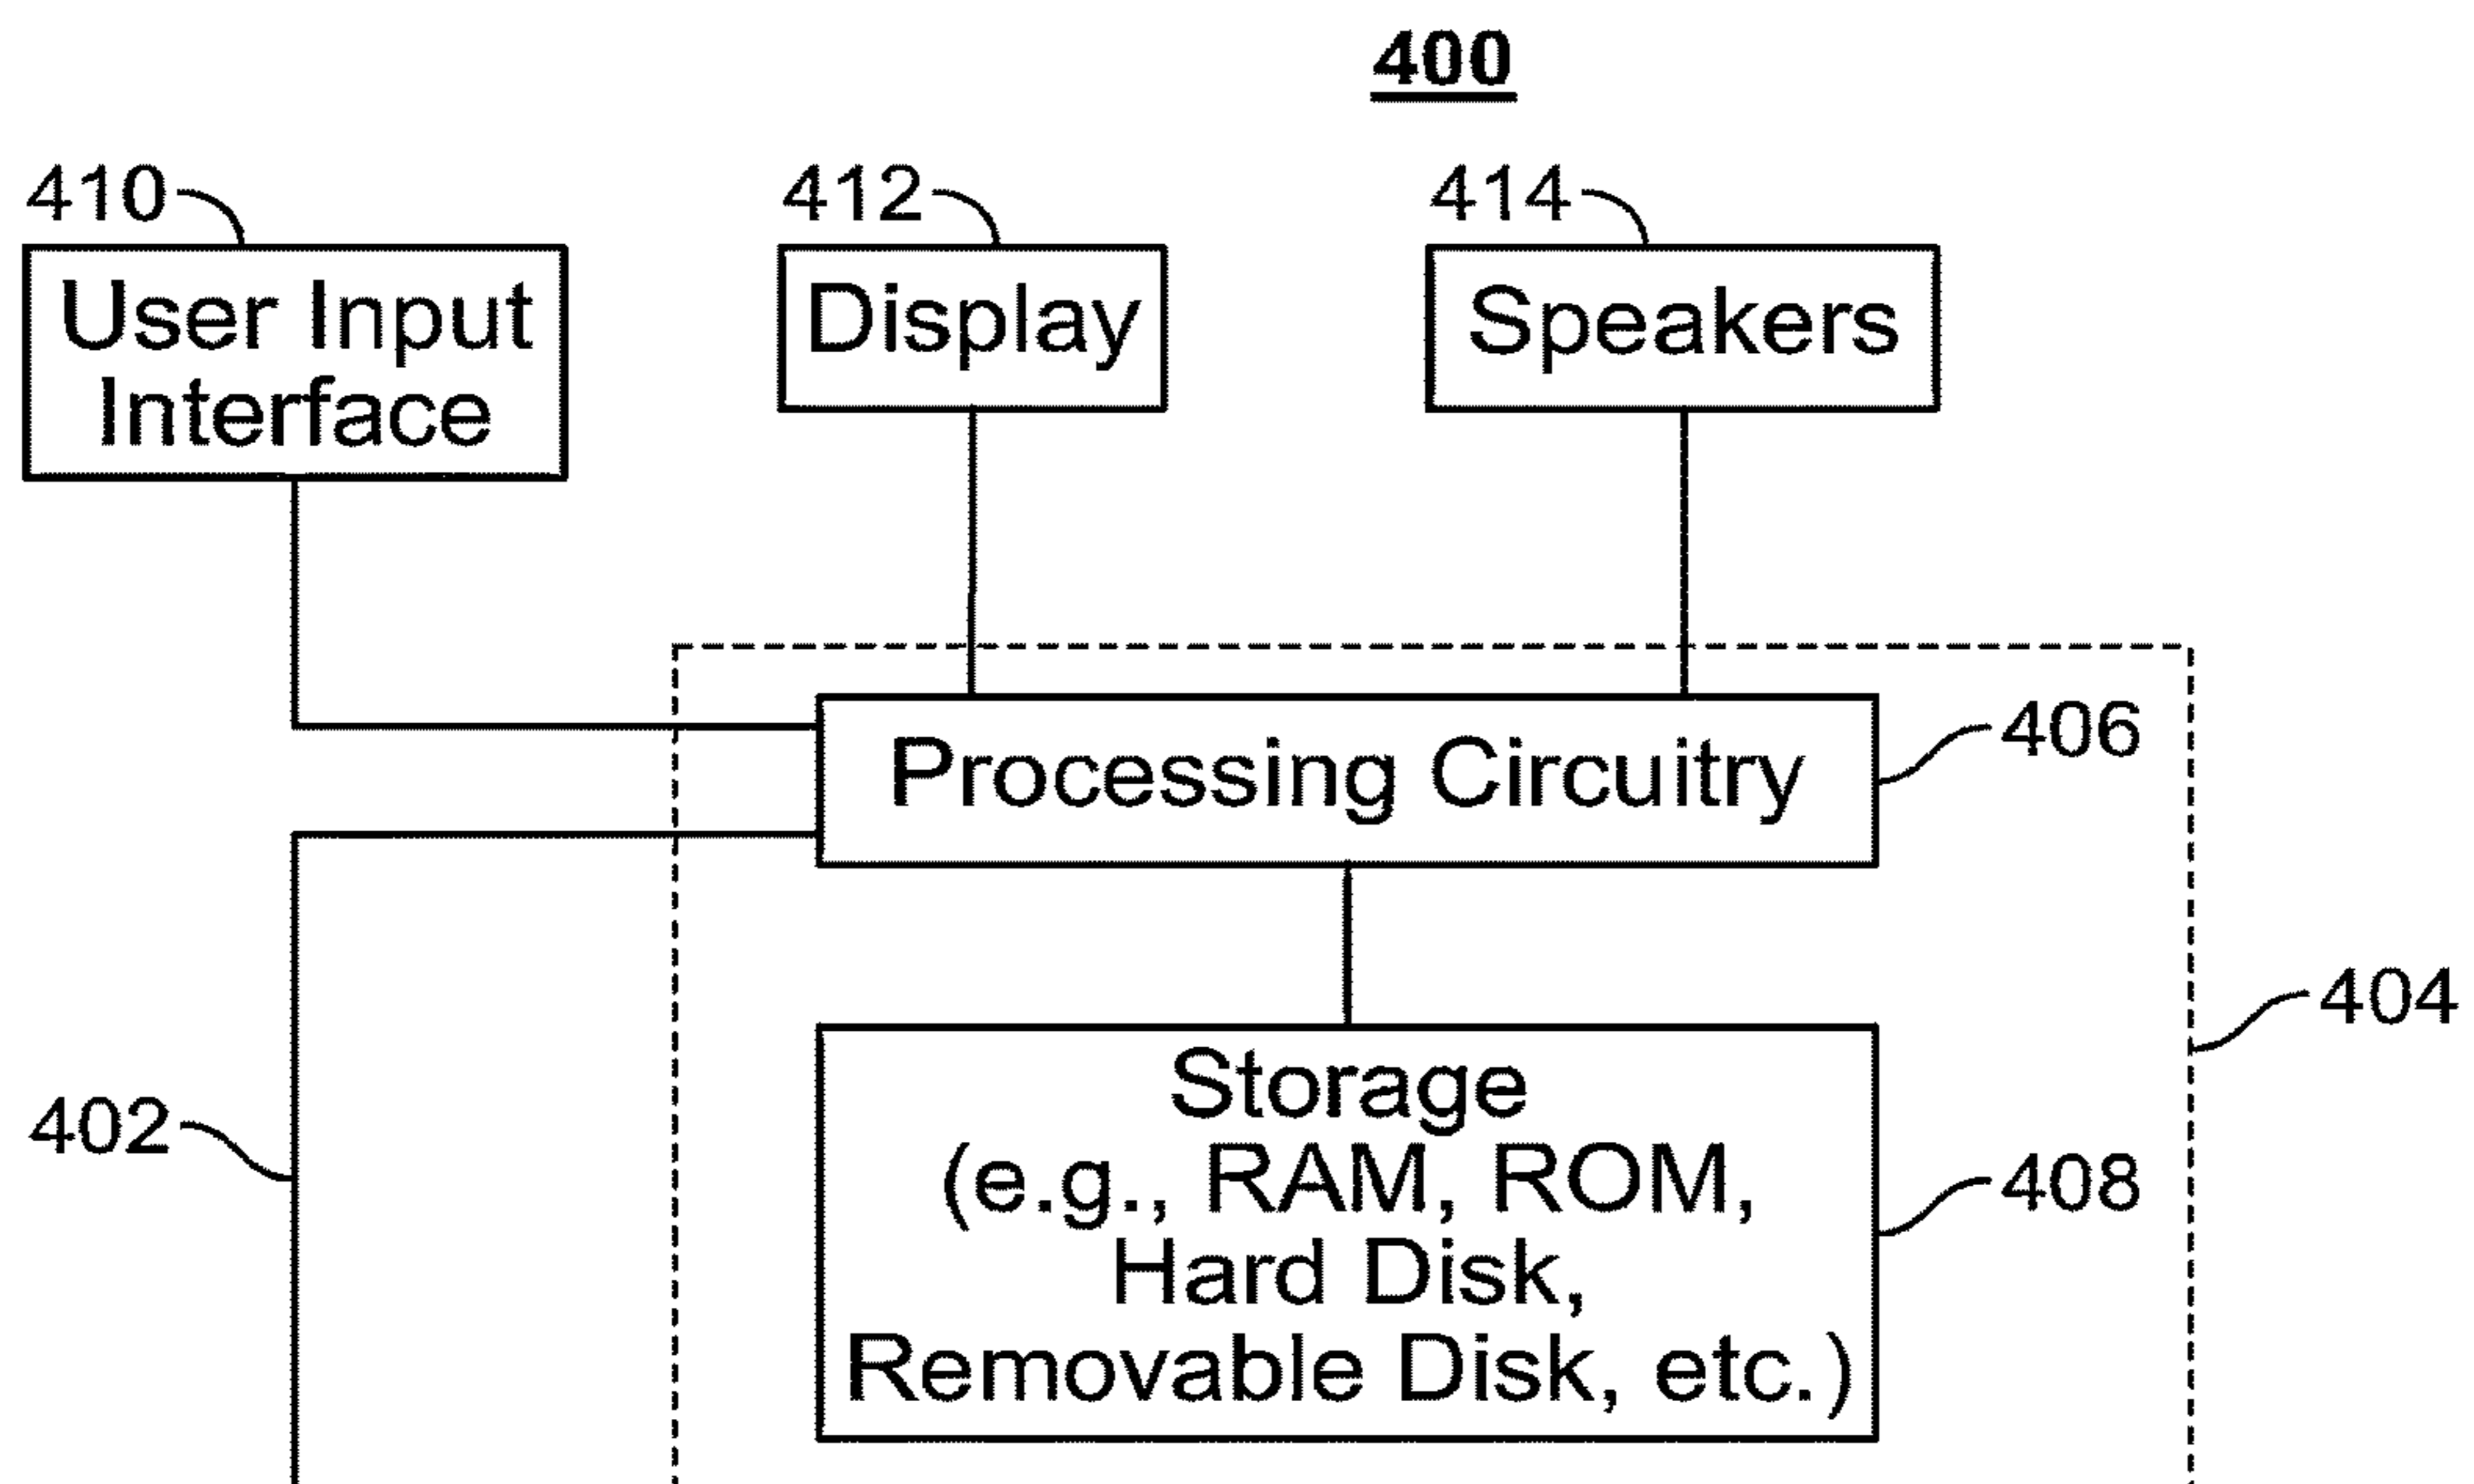 400
410
412
414
User Input
Interface
Display
Speakers
Processing Circuitry
406
404
402
Storage
(e.g., RAM, ROM,
Hard Disk,
Removable Disk, etc.)
408